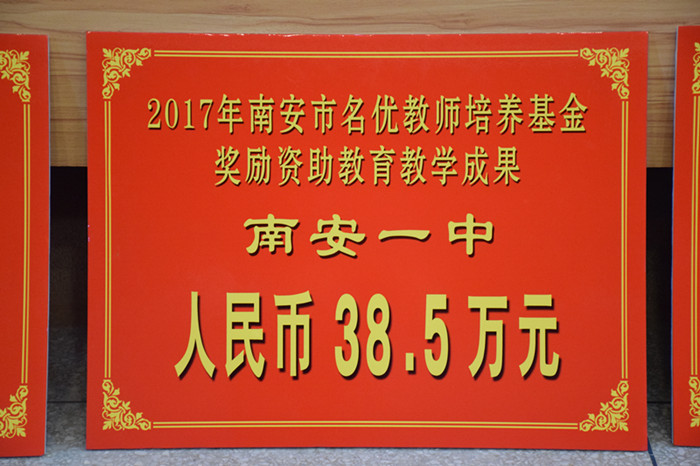 2017年南安市名优教师培养基金
奖励资助教育教学成果
南安一中
人民币 38.5 万元